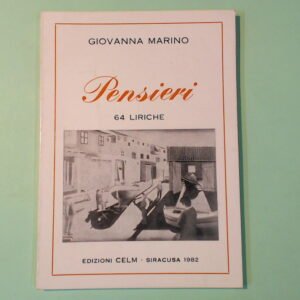 GIOVANNA MARINO
Pensieri
64 LIRICHE
EDIZIONI CELM - SIRACUSA 1982